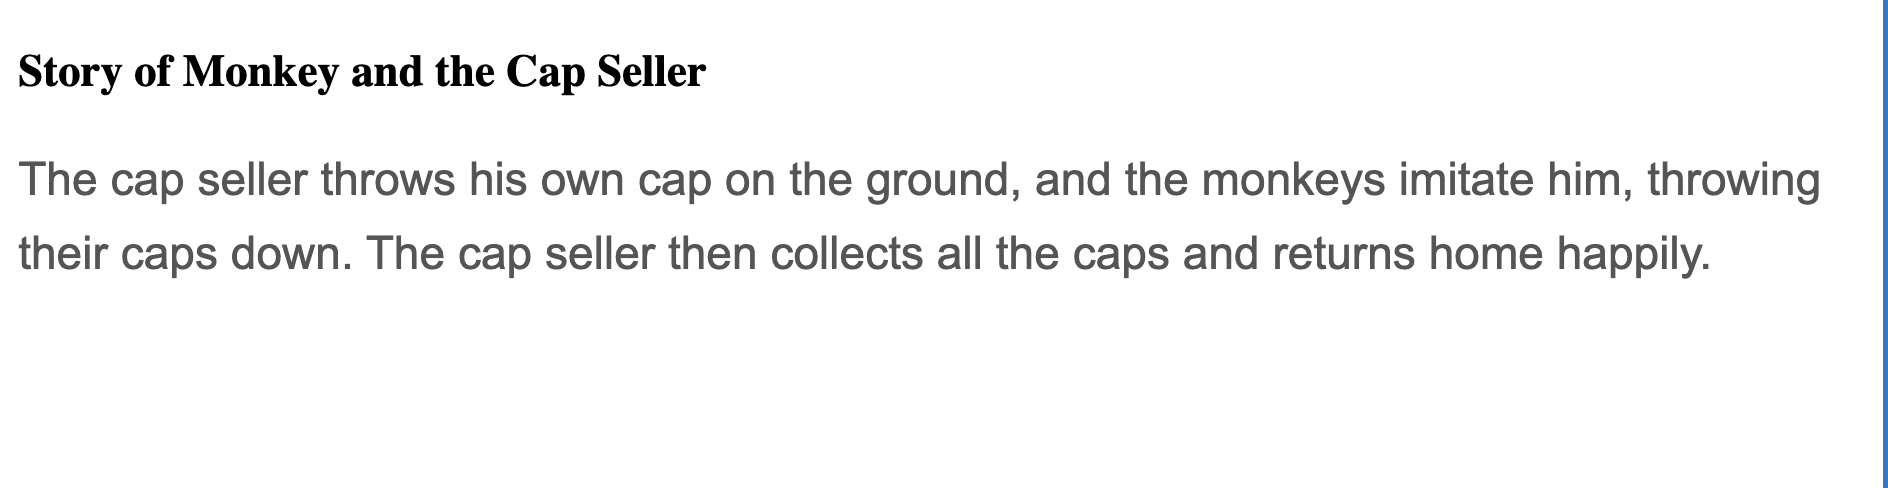 Story of Monkey and the Cap Seller
The cap seller throws his own cap on the ground, and the monkeys imitate him, throwing
their caps down. The cap seller then collects all the caps and returns home happily.